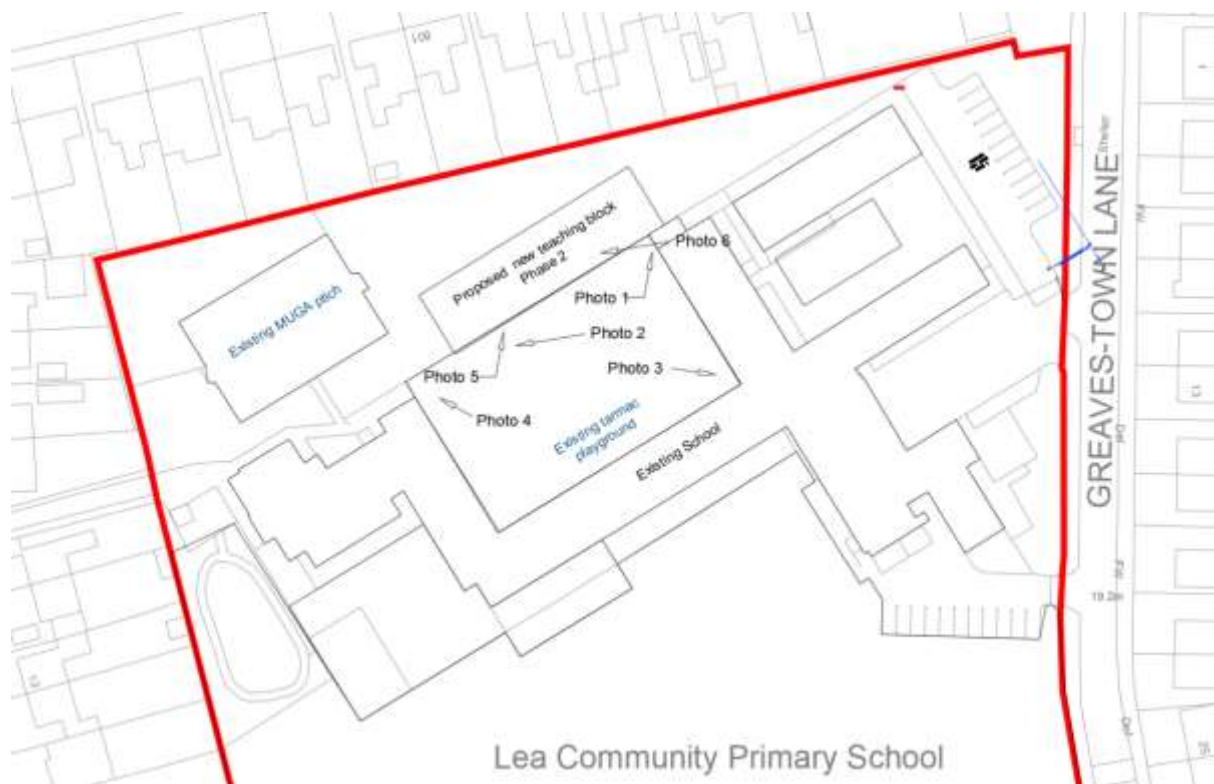 Proposed new teaching block
Phase 2
Photo 6
Photo 1
Photo 2
Existing MUGA pitch
Photo 5
Photo 3
Photo 4
Existing tarmac
playground
Existing School
GREAVES-TOWN LANE
Shelter
13
Lea Community Primary School